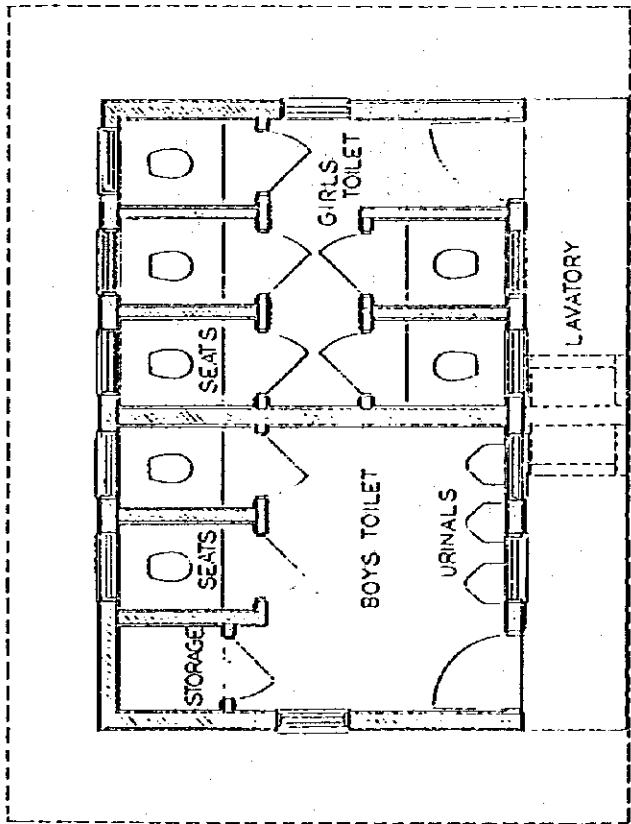 STORAGE
SEATS
SEATS
BOYS TOILET
GIRLS
TOILET
URINALS
LAVATORY